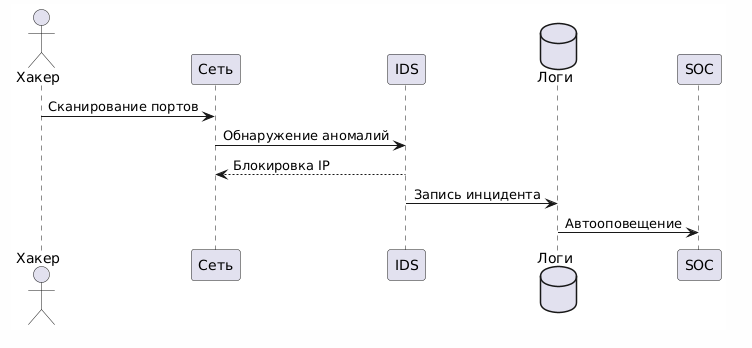 Хакер
Сеть
IDS
Логи
SOC
Сканирование портов
Обнаружение аномалий
Блокировка IP
Запись инцидента
Автооповещение
Хакер
Сеть
IDS
Логи
SOC